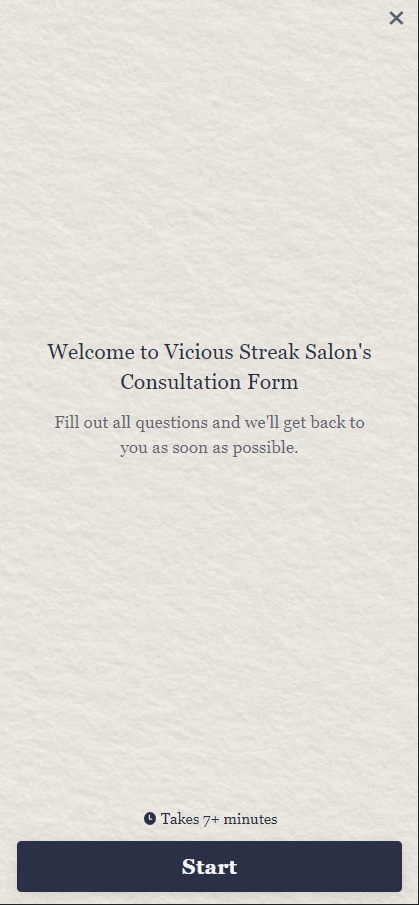 Welcome to Vicious Streak Salon's
Consultation Form
Fill out all questions and we'll get back to
you as soon as possible.
Takes 7+ minutes
Start